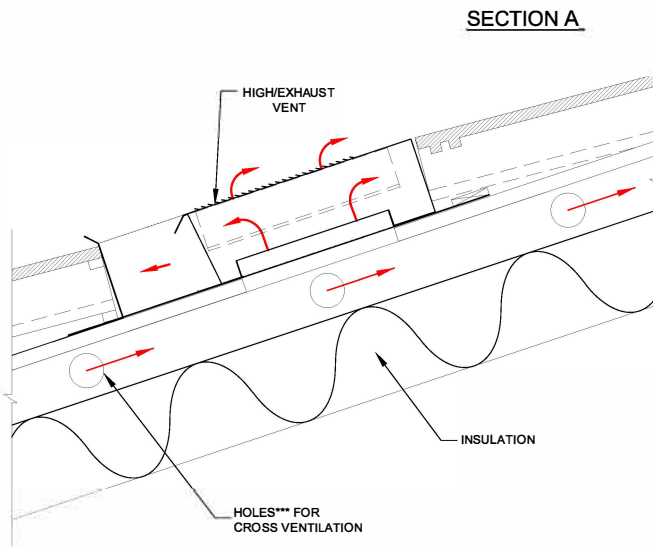 SECTION A
HIGH/EXHAUST
VENT
INSULATION
HOLES*** FOR
CROSS VENTILATION